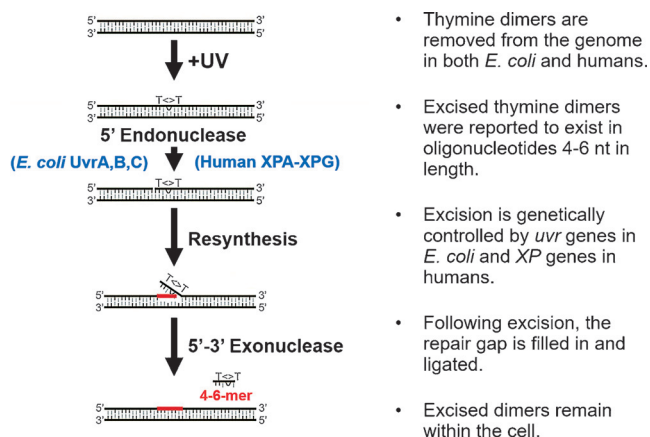 5' 3'
3' 5'
+UV
T<>T
5' 3'
3' 5'
5' Endonuclease
(E. coli UvrA,B,C) (Human XPA-XPG)
T<>T
5' 3'
3' 5'
Resynthesis
T<>T
5' 3'
3' 5'
5'-3' Exonuclease
T<>T
4-6-mer
5' 3'
3' 5'
• Thymine dimers are
removed from the genome
in both E. coli and humans.
• Excised thymine dimers
were reported to exist in
oligonucleotides 4-6 nt in
length.
• Excision is genetically
controlled by uvr genes in
E. coli and XP genes in
humans.
• Following excision, the
repair gap is filled in and
ligated.
• Excised dimers remain
within the cell.